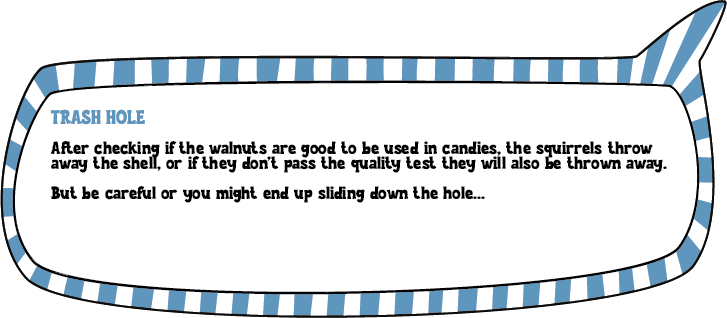 TRASH HOLE
After checking if the walnuts are good to be used in candies, the squirrels throw
away the shell, or if they don't pass the quality test they will also be thrown away.
But be careful or you might end up sliding down the hole...